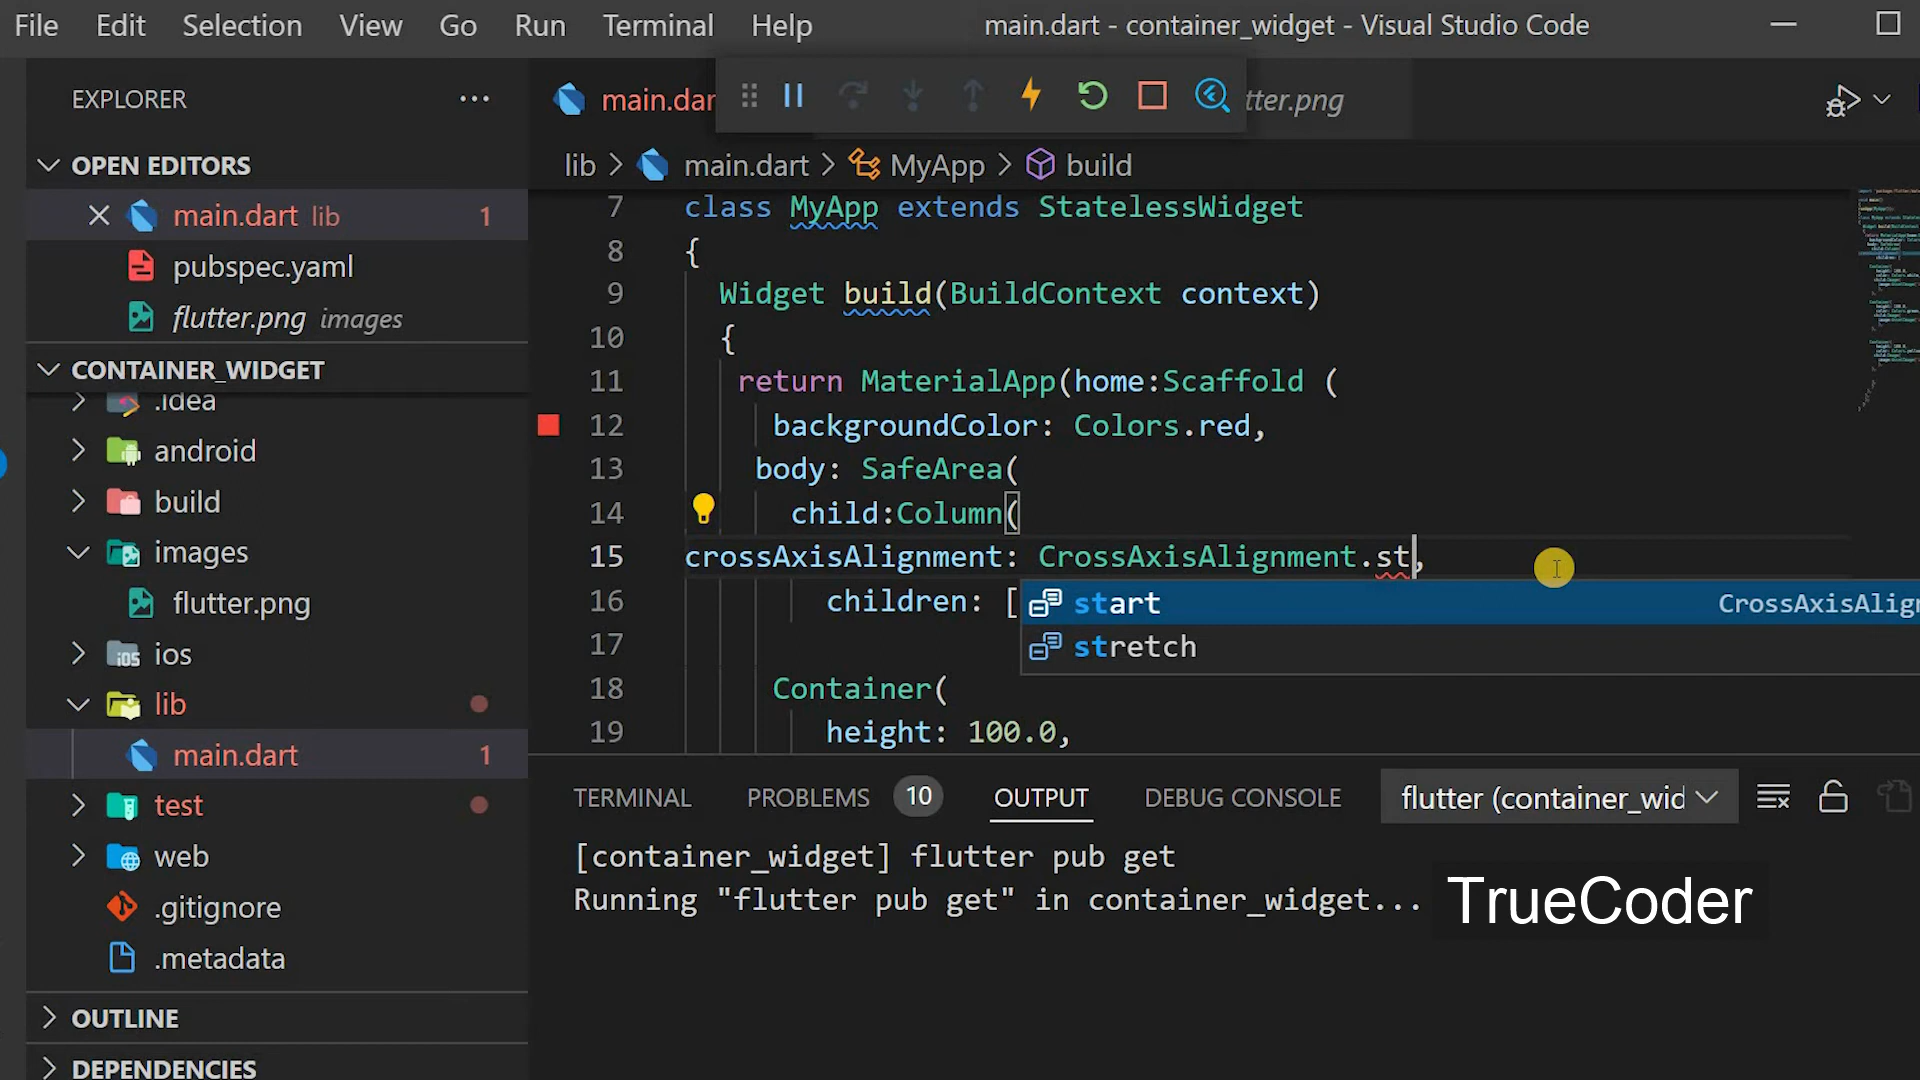 File Edit Selection View Go Run Terminal Help main.dart - container_widget - Visual Studio Code
EXPLORER
OPEN EDITORS
main.dart lib 1
pubspec.yaml
flutter.png images
CONTAINER_WIDGET
.idea
android
build
images
flutter.png
ios
lib
main.dart 1
test
web
.gitignore
.metadata
OUTLINE
DEPENDENCIES
main.dar tter.png
lib > main.dart > MyApp > build
7 class MyApp extends StatelessWidget
8 {
9 Widget build(BuildContext context)
10 {
11 return MaterialApp(home:Scaffold (
12 backgroundColor: Colors.red,
13 body: SafeArea(
14 child:Column(
15 crossAxisAlignment: CrossAxisAlignment.st,
16 children: [
start CrossAxisAlign
17
stretch
18 Container(
19 height: 100.0,
TERMINAL PROBLEMS 10 OUTPUT DEBUG CONSOLE flutter (container_wid
[container_widget] flutter pub get
Running "flutter pub get" in container_widget...
TrueCoder